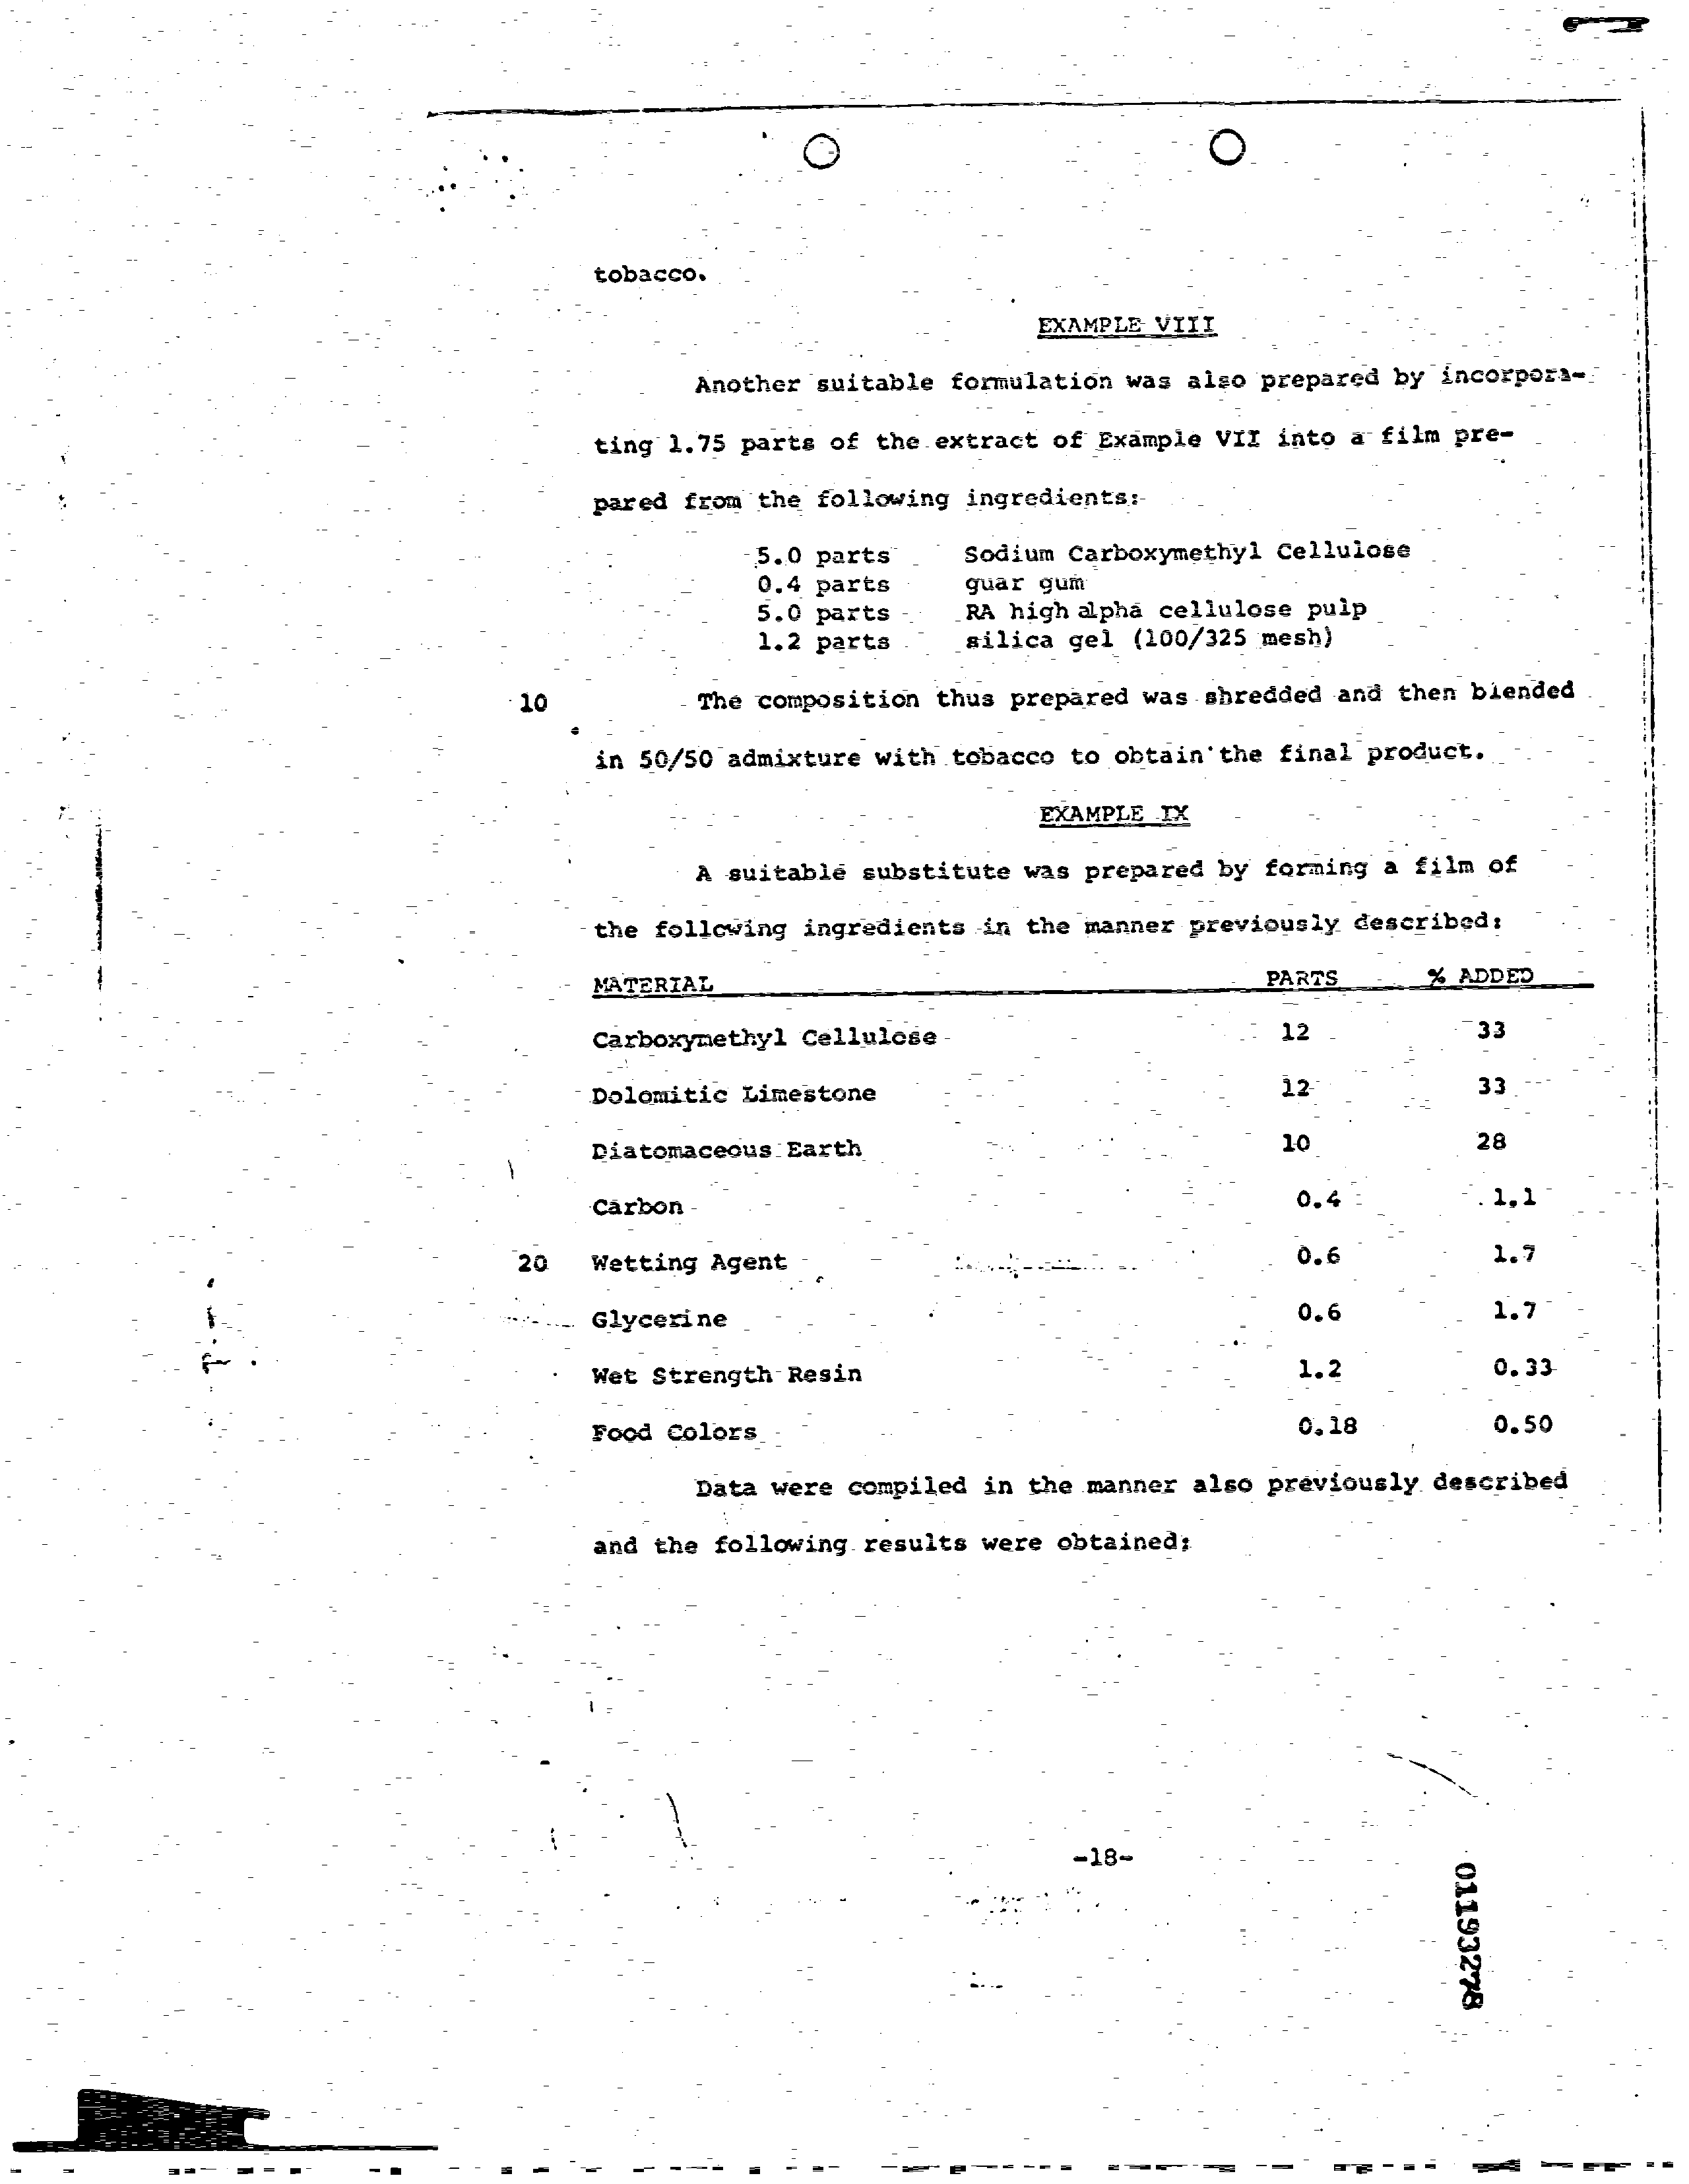 tobacco.
EXAMPLE VIII
Another suitable formulation was also prepared by incorpora-
ting 1.75 parts of the extract of Example VII into a film pre-
pared from the following ingredients:
5.0 parts Sodium Carboxymethyl Cellulose
0.4 parts guar gum
5.0 parts RA high alpha cellulose pulp
1.2 parts silica gel (100/325 mesh)
10 The composition thus prepared was shredded and then blended
in 50/50 admixture with tobacco to obtain the final product.
EXAMPLE IX
A suitable substitute was prepared by forming a film of
the following ingredients in the manner previously described:
MATERIAL PARTS % ADDED
Carboxymethyl Cellulose 12 33
Dolomitic Limestone 12 33
Diatomaceous Earth 10 28
Carbon 0.4 1.1
20 Wetting Agent 0.6 1.7
Glycerine 0.6 1.7
Wet Strength Resin 1.2 0.33
Food Colors 0.18 0.50
Data were compiled in the manner also previously described
and the following results were obtained:
-18-
01193278